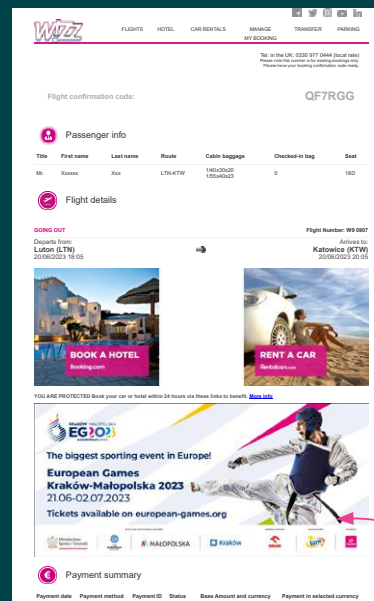 WIZZ
FLIGHTS HOTEL CAR RENTALS MANAGE MY BOOKING TRANSFER PARKING
Tel: in the UK: 0330 977 0444 (local rate)
Please note this number is for existing bookings only.
Please have your booking confirmation code ready.
Flight confirmation code: QF7RGG
Passenger info
Title First name Last name Route Cabin baggage Checked-in bag Seat
Mr. Xxxxxx Xxx LTN-KTW 1/40x30x20 0 18D
1/55x40x23
Flight details
GOING OUT Flight Number: W9 0907
Departs from: Arrives to:
Luton (LTN) Katowice (KTW)
20/06/2023 18:05 20/06/2023 20:05
BOOK A HOTEL
Booking.com
RENT A CAR
Rentalcars.com
YOU ARE PROTECTED Book your car or hotel within 24 hours via these links to benefit. More info
KRAKÓW MAŁOPOLSKA
EG2023
The biggest sporting event in Europe!
European Games
Kraków-Małopolska 2023
21.06-02.07.2023
Tickets available on european-games.org
Ministerstwo
Sportu i Turystyki
MAŁOPOLSKA
Kraków
ORLEN
Payment summary
Payment date Payment method Payment ID Status Base Amount and currency Payment in selected currency